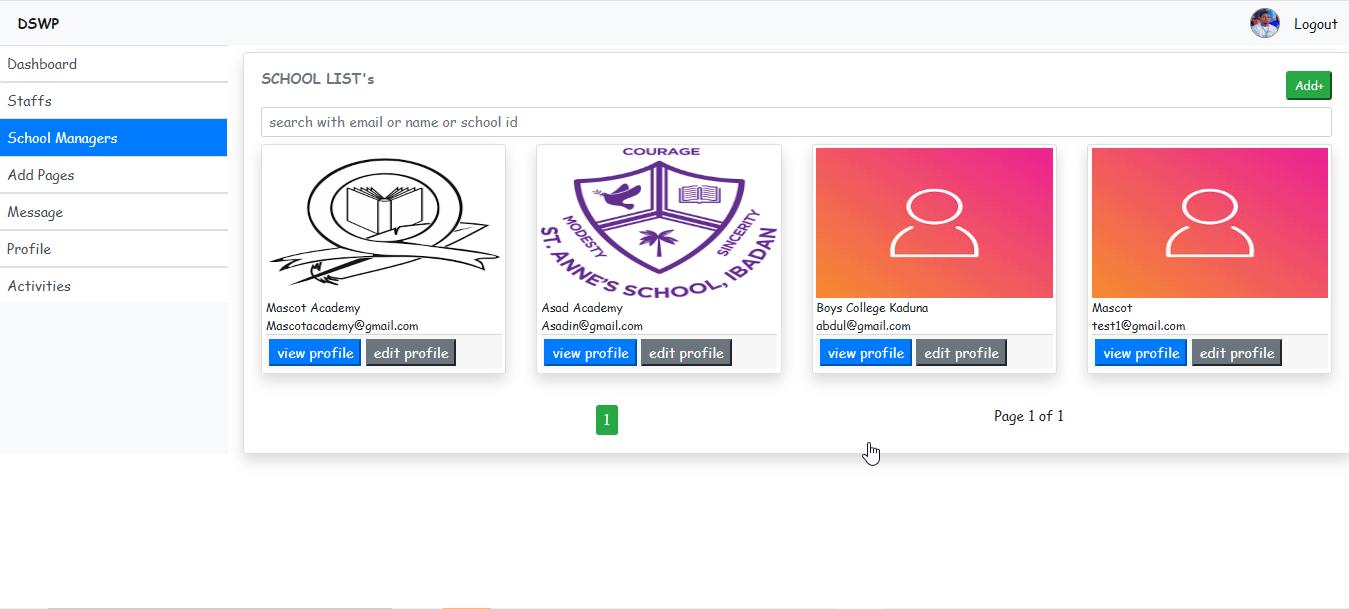 DSWP
Logout
Dashboard
Staffs
School Managers
Add Pages
Message
Profile
Activities
SCHOOL LIST's
Add+
search with email or name or school id
COURAGE
MODESTY
SINCERITY
ST. ANNE'S SCHOOL, IBADAN
Mascot Academy
Mascotacademy@gmail.com
view profile edit profile
Asad Academy
Asadin@gmail.com
view profile edit profile
Boys College Kaduna
abdul@gmail.com
view profile edit profile
Mascot
test1@gmail.com
view profile edit profile
1
Page 1 of 1